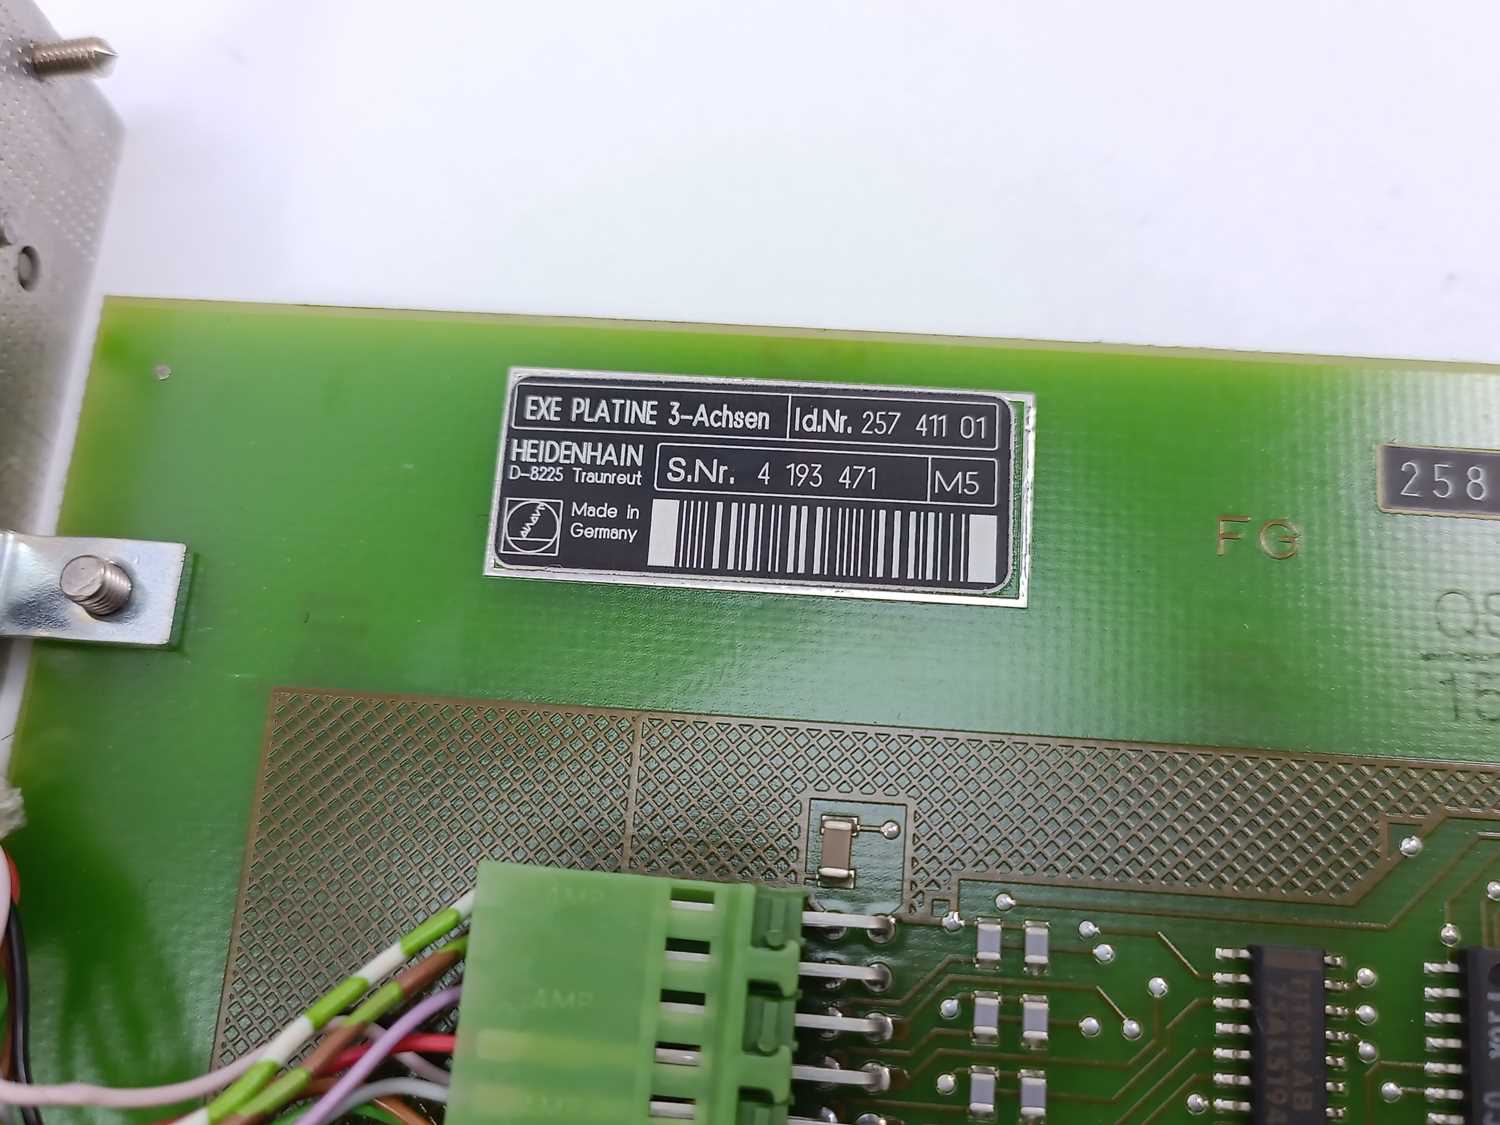 EXE PLATINE 3-Achsen Id.Nr. 257 411 01
HEIDENHAIN
D-8225 Traunreut
S.Nr. 4 193 471 M5
Made in
Germany
258
FG
AMP
AMP